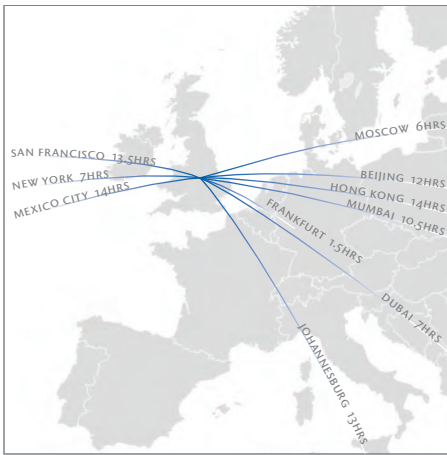 MOSCOW 6HRS
SAN FRANCISCO 13.5HRS
NEW YORK 7HRS
MEXICO CITY 14HRS
BEIJING 12HRS
HONG KONG 14HRS
MUMBAI 10.5HRS
FRANKFURT 1.5HRS
DUBAI 7HRS
JOHANNESBURG 13HRS